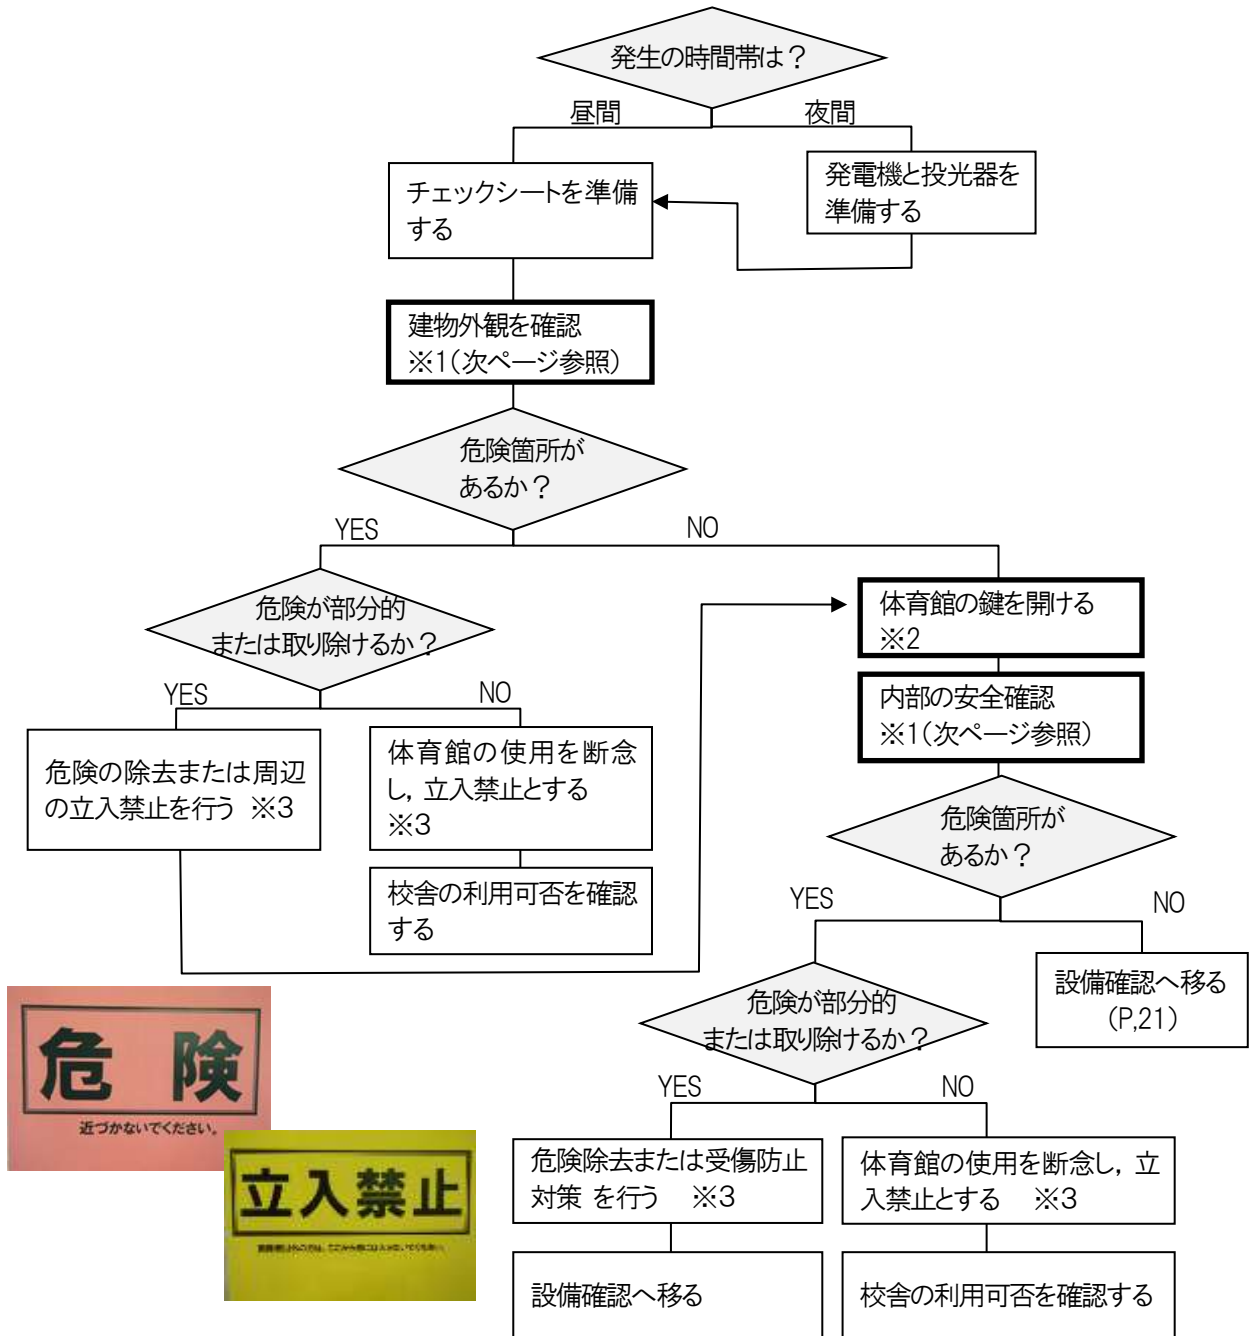 発生の時間帯は？
昼間
夜間
チェックシートを準備
する
発電機と投光器を
準備する
建物外観を確認
※1（次ページ参照）
危険箇所が
あるか？
YES
NO
危険が部分的
または取り除けるか？
YES
NO
危険の除去または周辺
の立入禁止を行う ※3
体育館の使用を断念
し，立入禁止とする
※3
校舎の利用可否を確認
する
体育館の鍵を開ける
※2
内部の安全確認
※1（次ページ参照）
危険箇所が
あるか？
YES
NO
設備確認へ移る
（P,21）
危険が部分的
または取り除けるか？
YES
NO
危険除去または受傷防止
対策 を行う ※3
体育館の使用を断念し，立
入禁止とする ※3
設備確認へ移る
校舎の利用可否を確認する
危 険
近づかないでください。
立入禁止